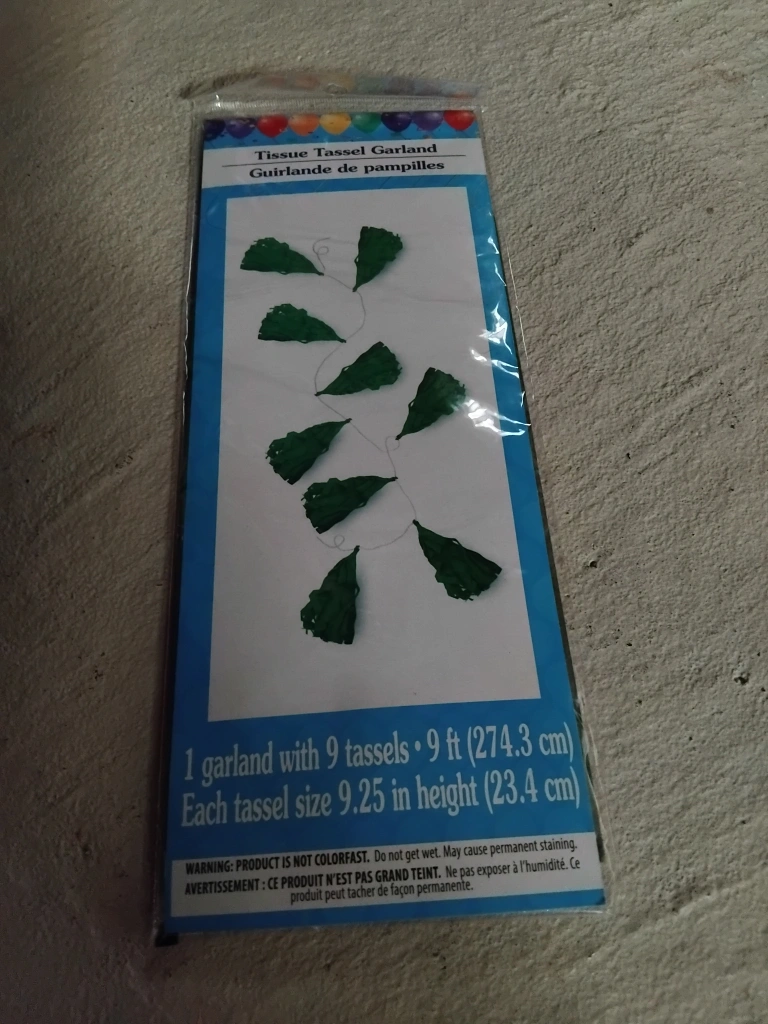 Tissue Tassel Garland
Guirlande de pampilles
1 garland with 9 tassels • 9 ft (274.3 cm)
Each tassel size 9.25 in height (23.4 cm)
WARNING: PRODUCT IS NOT COLORFAST. Do not get wet. May cause permanent staining.
AVERTISSEMENT : CE PRODUIT N'EST PAS GRAND TEINT. Ne pas exposer à l'humidité. Ce
produit peut tacher de façon permanente.